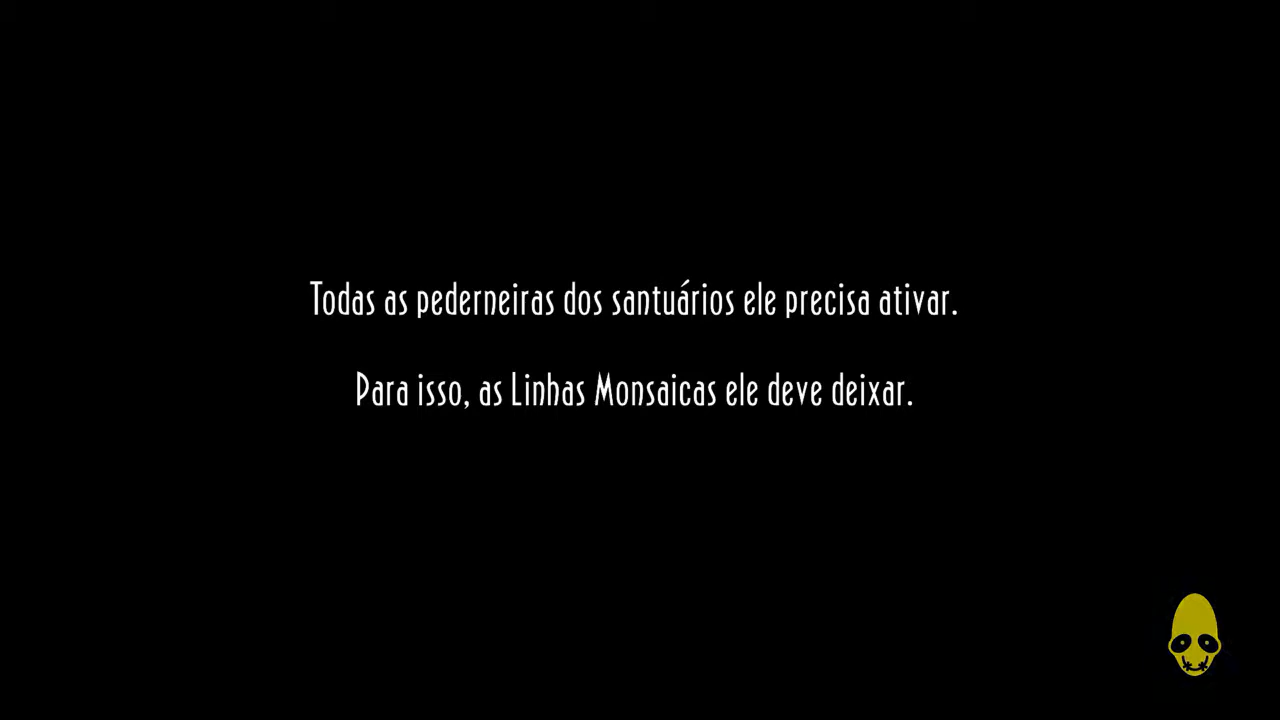 Todas as pederneiras dos santuários ele precisa ativar.
Para isso, as Linhas Monsaicas ele deve deixar.